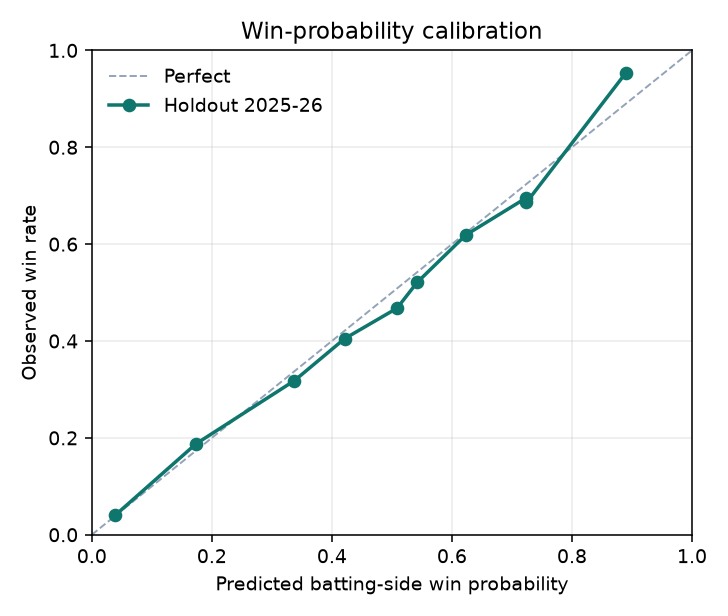 Win-probability calibration
Perfect
Holdout 2025-26
1.0
0.8
0.6
0.4
0.2
0.0
Observed win rate
0.0 0.2 0.4 0.6 0.8 1.0
Predicted batting-side win probability